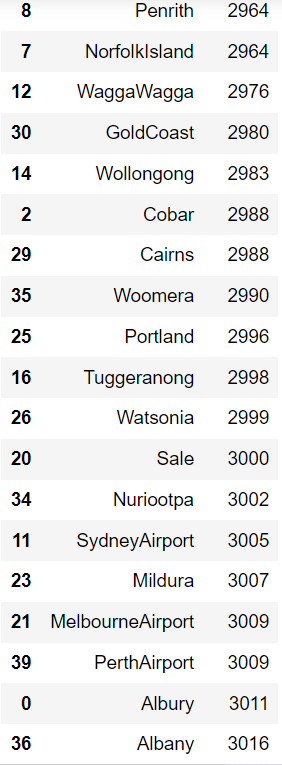 8 Penrith 2964
7 NorfolkIsland 2964
12 WaggaWagga 2976
30 GoldCoast 2980
14 Wollongong 2983
2 Cobar 2988
29 Cairns 2988
35 Woomera 2990
25 Portland 2996
16 Tuggeranong 2998
26 Watsonia 2999
20 Sale 3000
34 Nuriootpa 3002
11 SydneyAirport 3005
23 Mildura 3007
21 MelbourneAirport 3009
39 PerthAirport 3009
0 Albury 3011
36 Albany 3016